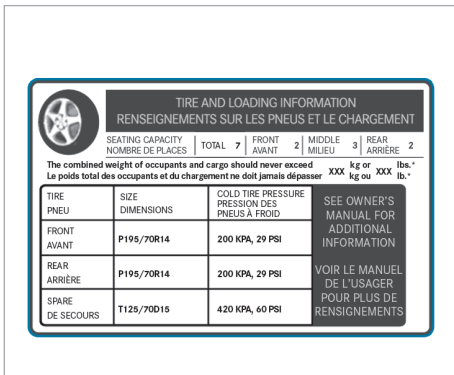 TIRE AND LOADING INFORMATION
RENSEIGNEMENTS SUR LES PNEUS ET LE CHARGEMENT
SEATING CAPACITY
NOMBRE DE PLACES
TOTAL 7
FRONT
AVANT
2
MIDDLE
MILIEU
3
REAR
ARRIÈRE
2
The combined weight of occupants and cargo should never exceed XXX kg or XXX lbs.*
Le poids total des occupants et du chargement ne doit jamais dépasser kg ou lb.*
TIRE
PNEU
SIZE
DIMENSIONS
COLD TIRE PRESSURE
PRESSION DES
PNEUS À FROID
FRONT
AVANT
P195/70R14
200 KPA, 29 PSI
REAR
ARRIÈRE
P195/70R14
200 KPA, 29 PSI
SPARE
DE SECOURS
T125/70D15
420 KPA, 60 PSI
SEE OWNER'S
MANUAL FOR
ADDITIONAL
INFORMATION
VOIR LE MANUEL
DE L'USAGER
POUR PLUS DE
RENSIGNEMENTS